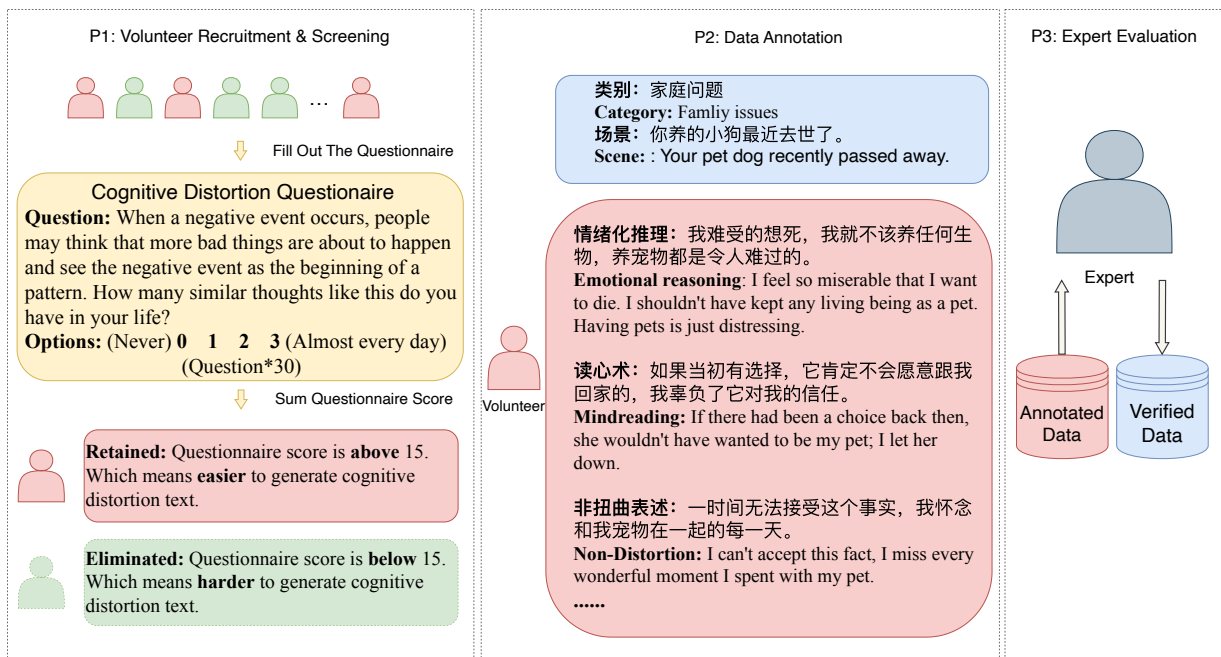 P1: Volunteer Recruitment & Screening
...
Fill Out The Questionnaire
Cognitive Distortion Questionaire
Question: When a negative event occurs, people
may think that more bad things are about to happen
and see the negative event as the beginning of a
pattern. How many similar thoughts like this do you
have in your life?
Options: (Never) 0 1 2 3 (Almost every day)
(Question*30)
Sum Questionnaire Score
Retained: Questionnaire score is above 15.
Which means easier to generate cognitive
distortion text.
Eliminated: Questionnaire score is below 15.
Which means harder to generate cognitive
distortion text.
P2: Data Annotation
类别：家庭问题
Category: Famliy issues
场景：你养的小狗最近去世了。
Scene: : Your pet dog recently passed away.
Volunteer
情绪化推理：我难受的想死，我就不该养任何生
物，养宠物都是令人难过的。
Emotional reasoning: I feel so miserable that I want
to die. I shouldn't have kept any living being as a pet.
Having pets is just distressing.
读心术：如果当初有选择，它肯定不会愿意跟我
回家的，我辜负了它对我的信任。
Mindreading: If there had been a choice back then,
she wouldn't have wanted to be my pet; I let her
down.
非扭曲表述：一时间无法接受这个事实，我怀念
和我宠物在一起的每一天。
Non-Distortion: I can't accept this fact, I miss every
wonderful moment I spent with my pet.
......
P3: Expert Evaluation
Expert
Annotated
Data
Verified
Data